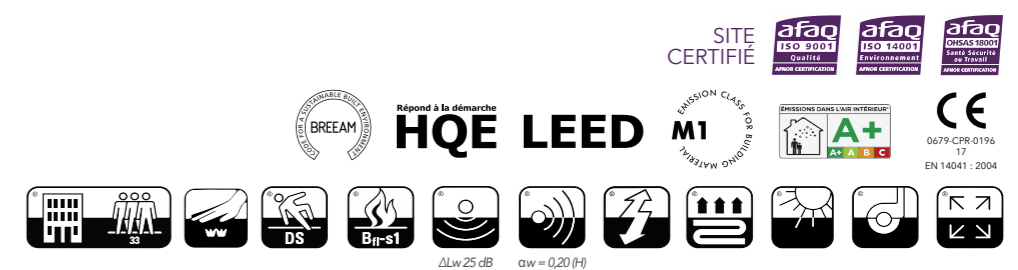 SITE
CERTIFIÉ
afaq
ISO 9001
Qualité
AFNOR CERTIFICATION
afaq
ISO 14001
Environnement
AFNOR CERTIFICATION
afaq
OHSAS 18001
Santé Sécurité
au Travail
AFNOR CERTIFICATION
CODE FOR A SUSTAINABLE BUILT ENVIRONMENT
BREEAM
Répond à la démarche
HQE
LEED
EMISSION CLASS FOR BUILDING MATERIAL
M1
ÉMISSIONS DANS L'AIR INTÉRIEUR*
A+
A+ A B C
CE
0679-CPR-0196
17
EN 14041 : 2004
© 33
©
© DS
© Bfl-s1
©
©
©
©
©
©
©
ΔLw 25 dB
αw = 0,20 (H)